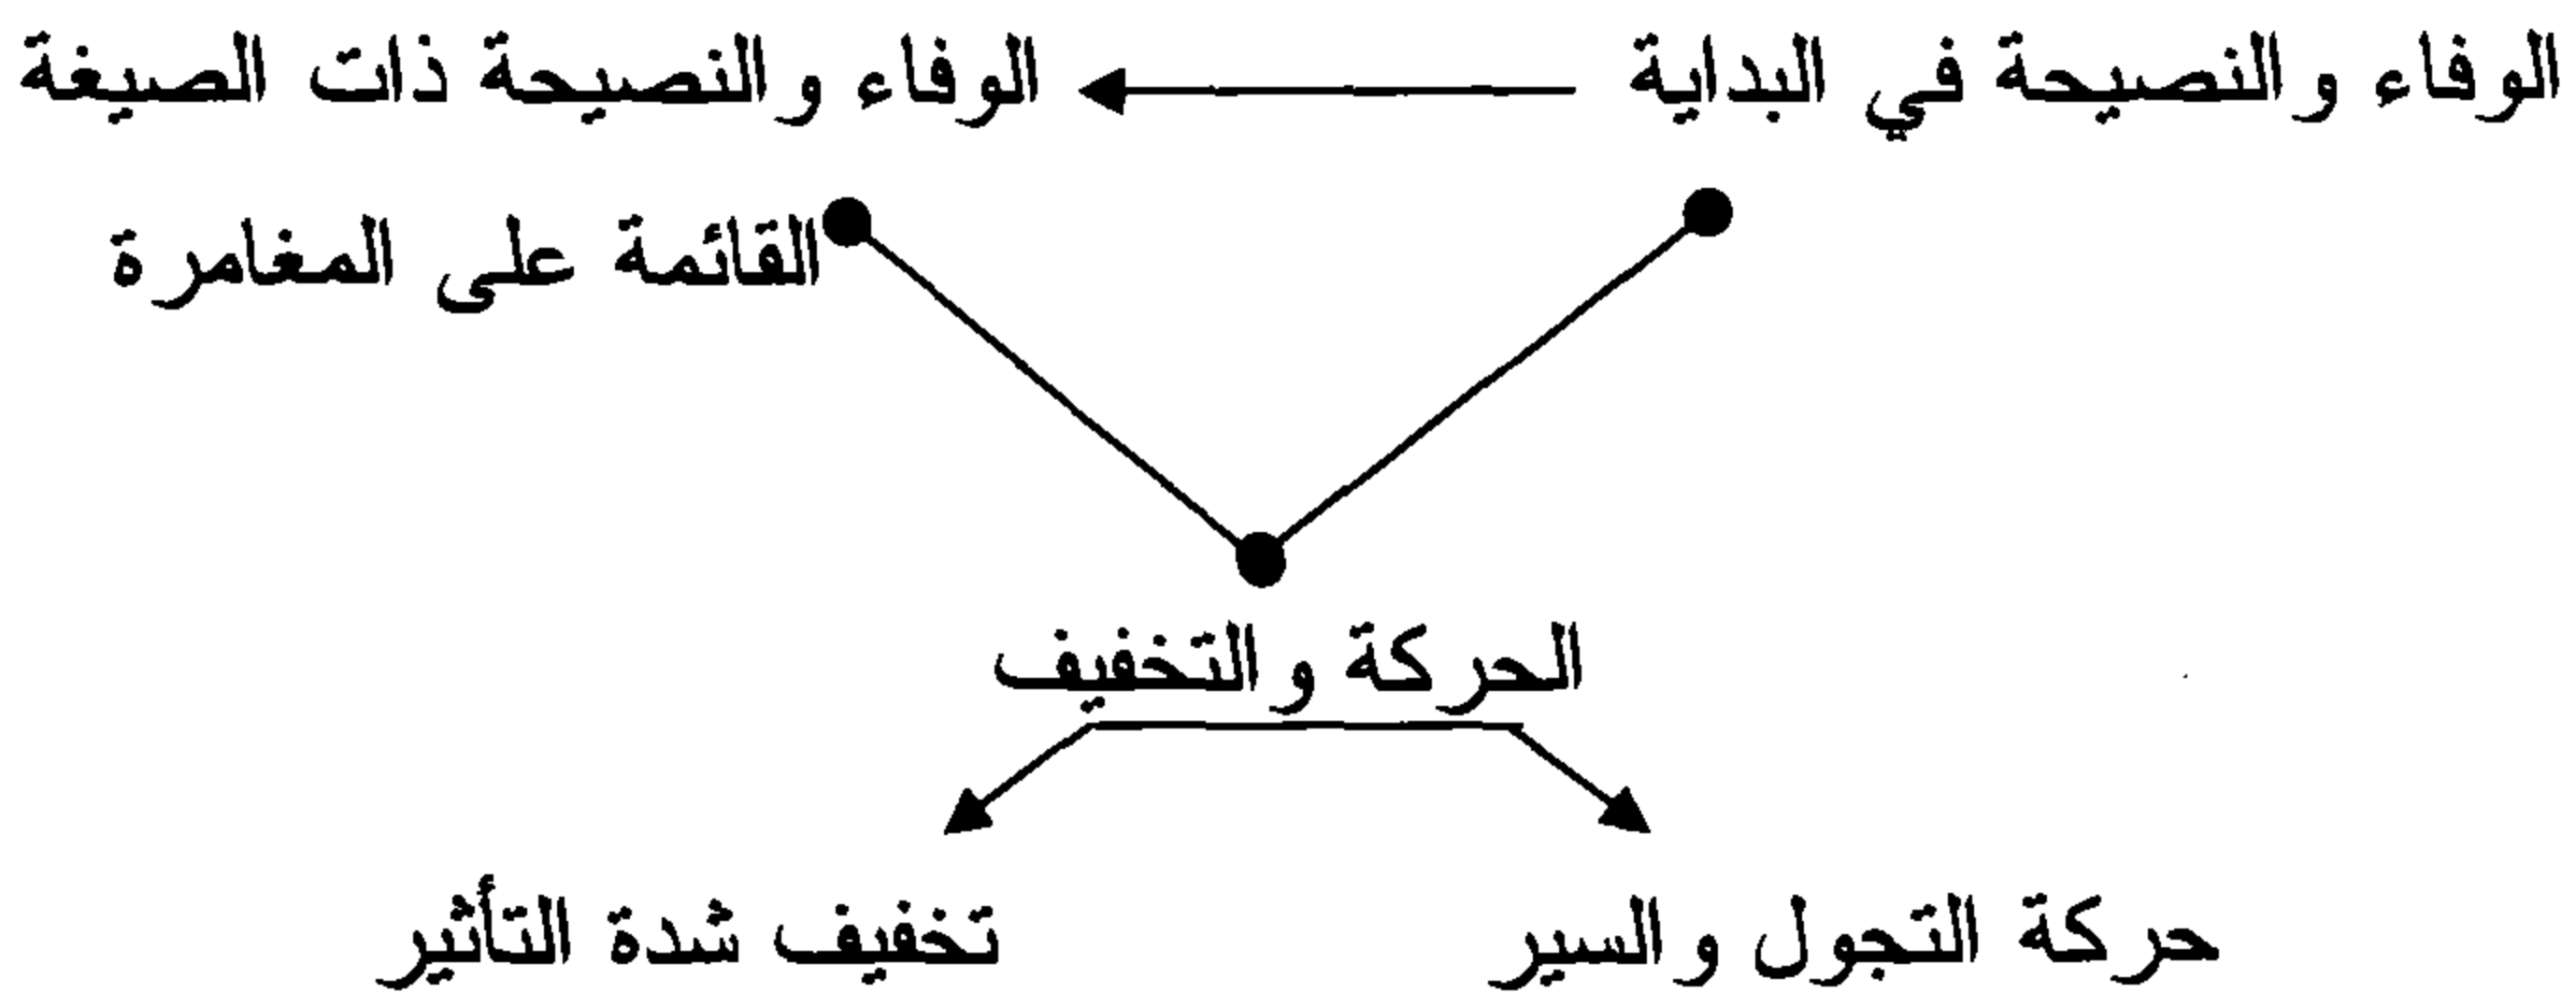 الوفاء والنصيحة في البداية
الوفاء والنصيحة ذات الصيغة
القائمة على المغامرة
الحركة والتخفيف
حركة التجول والسير
تخفيف شدة التأثير